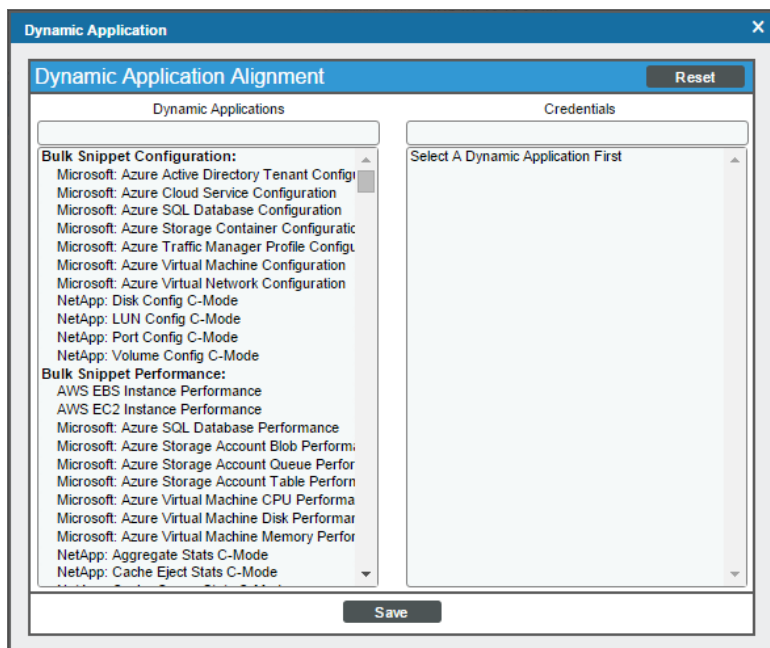 Dynamic Application
Dynamic Application Alignment
Reset
Dynamic Applications
Bulk Snippet Configuration:
Microsoft: Azure Active Directory Tenant Configu
Microsoft: Azure Cloud Service Configuration
Microsoft: Azure SQL Database Configuration
Microsoft: Azure Storage Container Configuratic
Microsoft: Azure Traffic Manager Profile Configu
Microsoft: Azure Virtual Machine Configuration
Microsoft: Azure Virtual Network Configuration
NetApp: Disk Config C-Mode
NetApp: LUN Config C-Mode
NetApp: Port Config C-Mode
NetApp: Volume Config C-Mode
Bulk Snippet Performance:
AWS EBS Instance Performance
AWS EC2 Instance Performance
Microsoft: Azure SQL Database Performance
Microsoft: Azure Storage Account Blob Performa
Microsoft: Azure Storage Account Queue Perfor
Microsoft: Azure Storage Account Table Perforn
Microsoft: Azure Virtual Machine CPU Performa
Microsoft: Azure Virtual Machine Disk Performar
Microsoft: Azure Virtual Machine Memory Perfor
NetApp: Aggregate Stats C-Mode
NetApp: Cache Eject Stats C-Mode
Credentials
Select A Dynamic Application First
Save